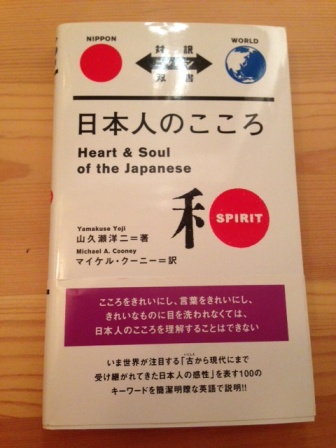 NIPPON
WORLD
対訳
ニッポン
双書
日本人のこころ
Heart & Soul
of the Japanese
Yamakuse Yoji
山久瀬洋二=著
Michael A. Cooney
マイケル・クーニー=訳
和
SPIRIT
こころをきれいにし、言葉をきれいにし、
きれいなものに目を洗われなくては、
日本人のこころを理解することはできない
いま世界が注目する「古から現代にまで
受け継がれてきた日本人の感性」を表す100の
キーワードを簡潔明瞭な英語で説明!!